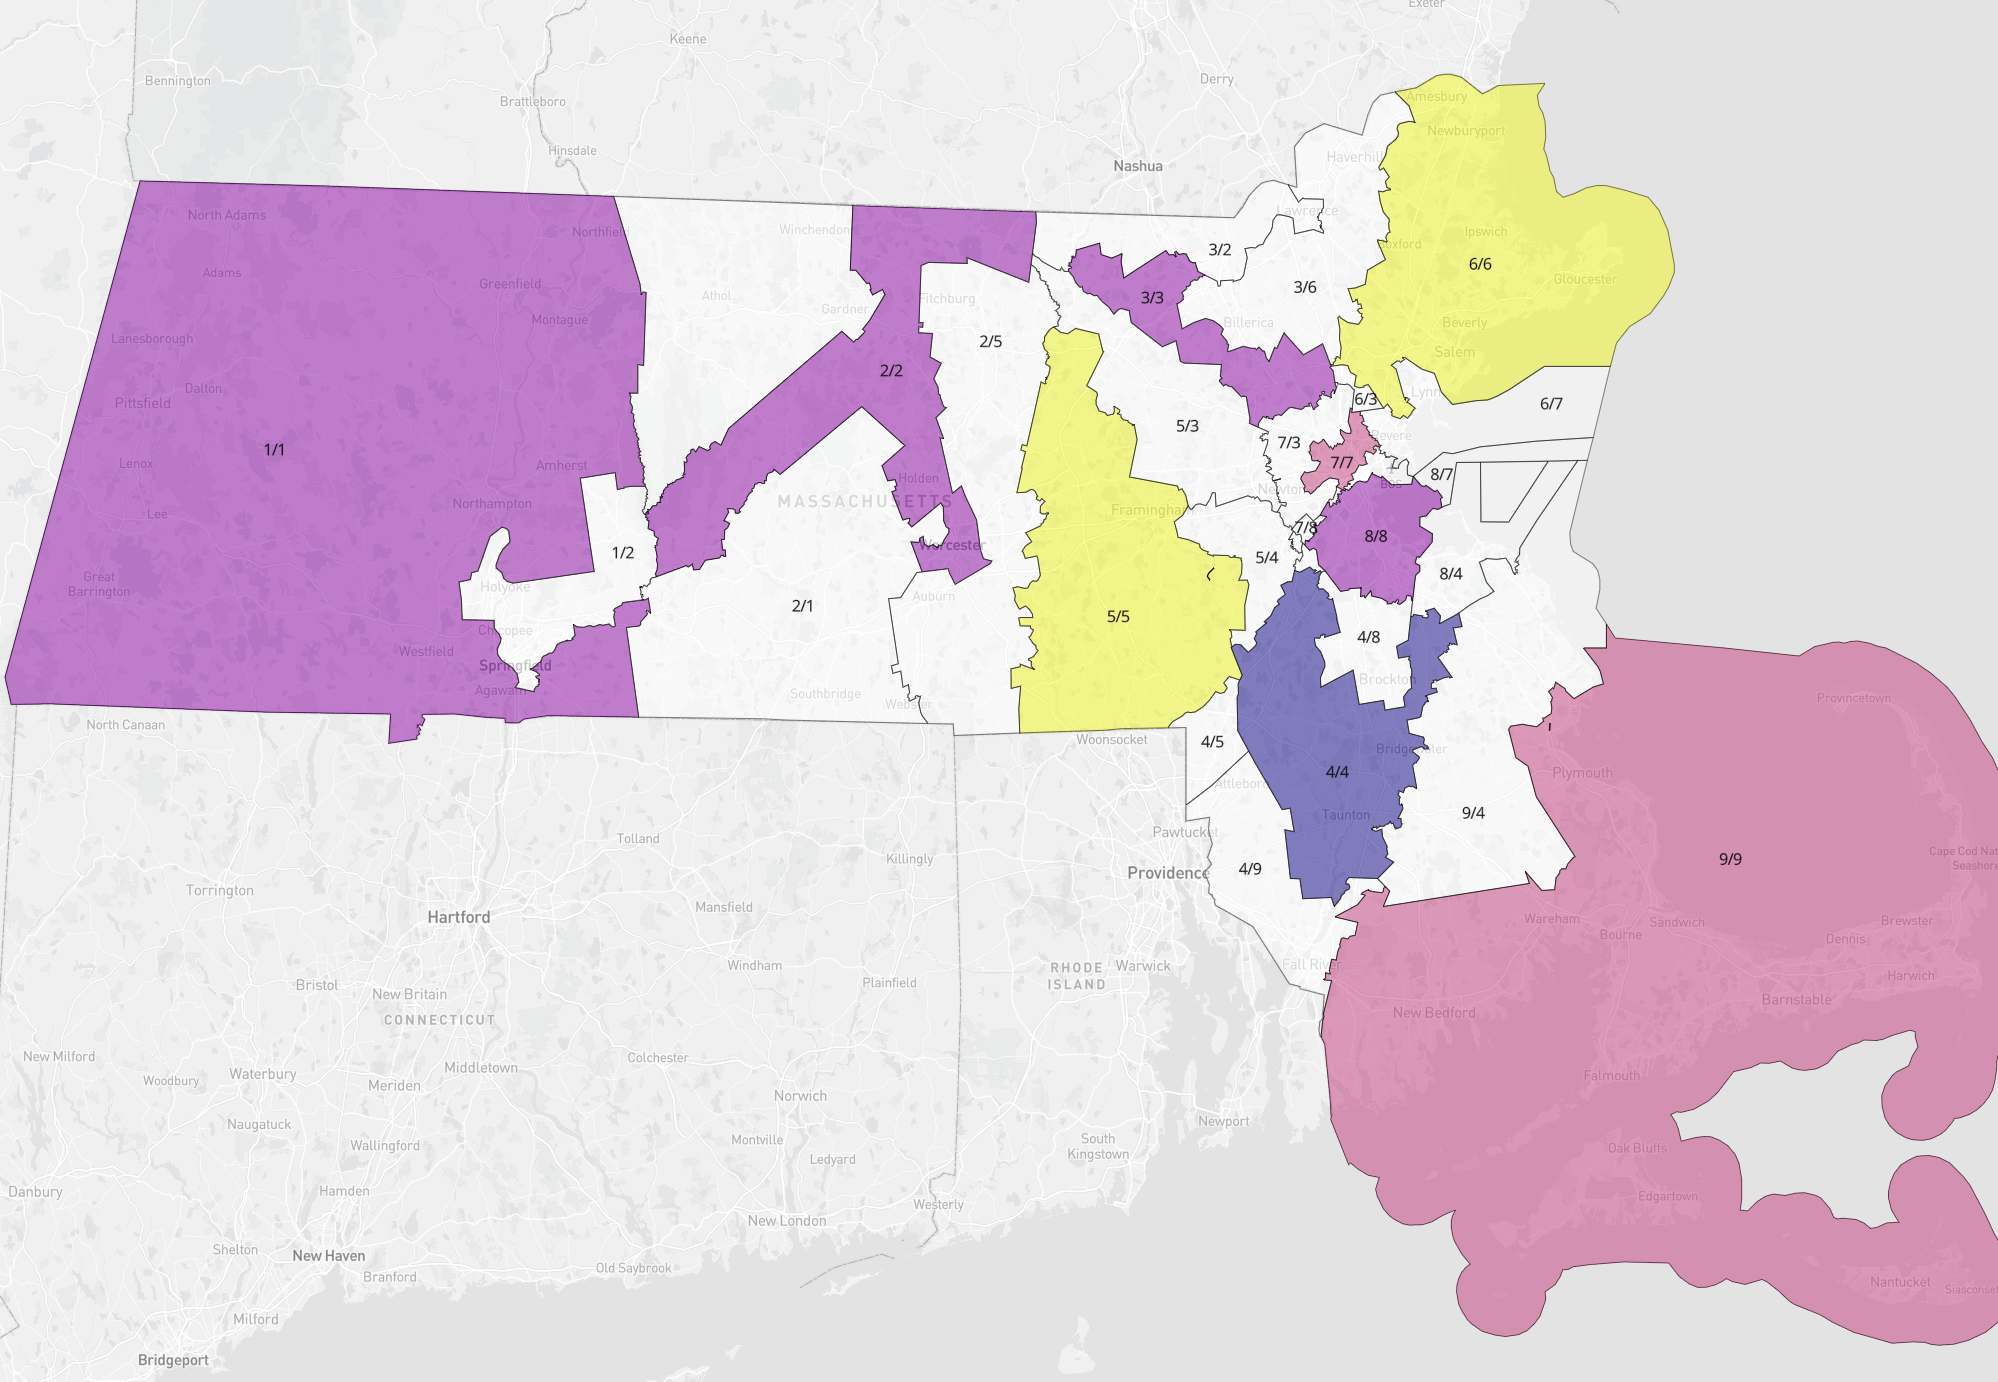 Exeter
Keene
Bennington
Derry
Brattleboro
Amesbury
Newburyport
Hinsdale
Haverhill
Nashua
North Adams
Lawrence
Northfield
Winchendon
Ipswich
3/2
6/6
Adams
Gloucester
Greenfield
3/6
Athol
3/3
Fitchburg
Gardner
Montague
Billerica
Beverly
Lanesborough
2/5
Salem
2/2
Dalton
Lynn
6/3
Pittsfield
6/7
5/3
Revere
7/3
1/1
Lenox
7/7
Amherst
8/7
Holden
Newton
Northampton
MASSACHUSETTS
Framingham
Lee
7/8
8/8
Worcester
1/2
5/4
8/4
Great
Barrington
Holyoke
Auburn
2/1
5/5
Chicopee
4/8
Westfield
Springfield
Brockton
Agawam
Southbridge
Webster
Provincetown
North Canaan
Woonsocket
4/5
Bridgewater
4/4
Plymouth
Attleboro
9/4
Taunton
Pawtucket
Tolland
Cape Cod Nat
Seashore
Killingly
9/9
4/9
Providence
Torrington
Mansfield
Hartford
Wareham
Sandwich
Brewster
Bourne
Dennis
Windham
RHODE
ISLAND
Warwick
Fall River
Harwich
Bristol
Plainfield
New Britain
Barnstable
CONNECTICUT
New Bedford
New Milford
Colchester
Middletown
Waterbury
Falmouth
Woodbury
Meriden
Norwich
Naugatuck
Newport
Wallingford
Montville
South
Kingstown
Oak Bluffs
Ledyard
Danbury
Hamden
Edgartown
Westerly
New London
Shelton
New Haven
Old Saybrook
Branford
Nantucket
Siasconset
Milford
Bridgeport